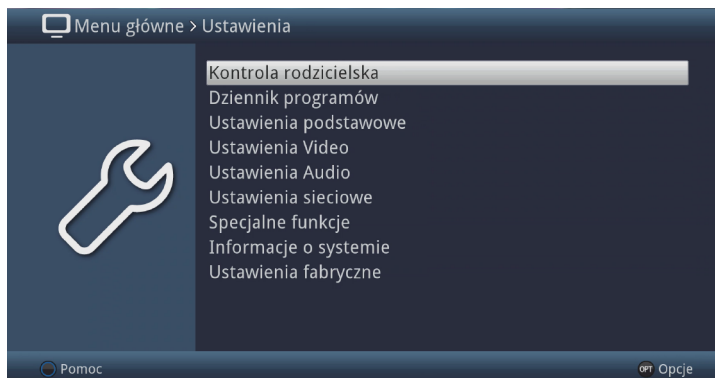 Menu główne > Ustawienia
Kontrola rodzicielska
Dziennik programów
Ustawienia podstawowe
Ustawienia Video
Ustawienia Audio
Ustawienia sieciowe
Specjalne funkcje
Informacje o systemie
Ustawienia fabryczne
Pomoc
OPT Opcje